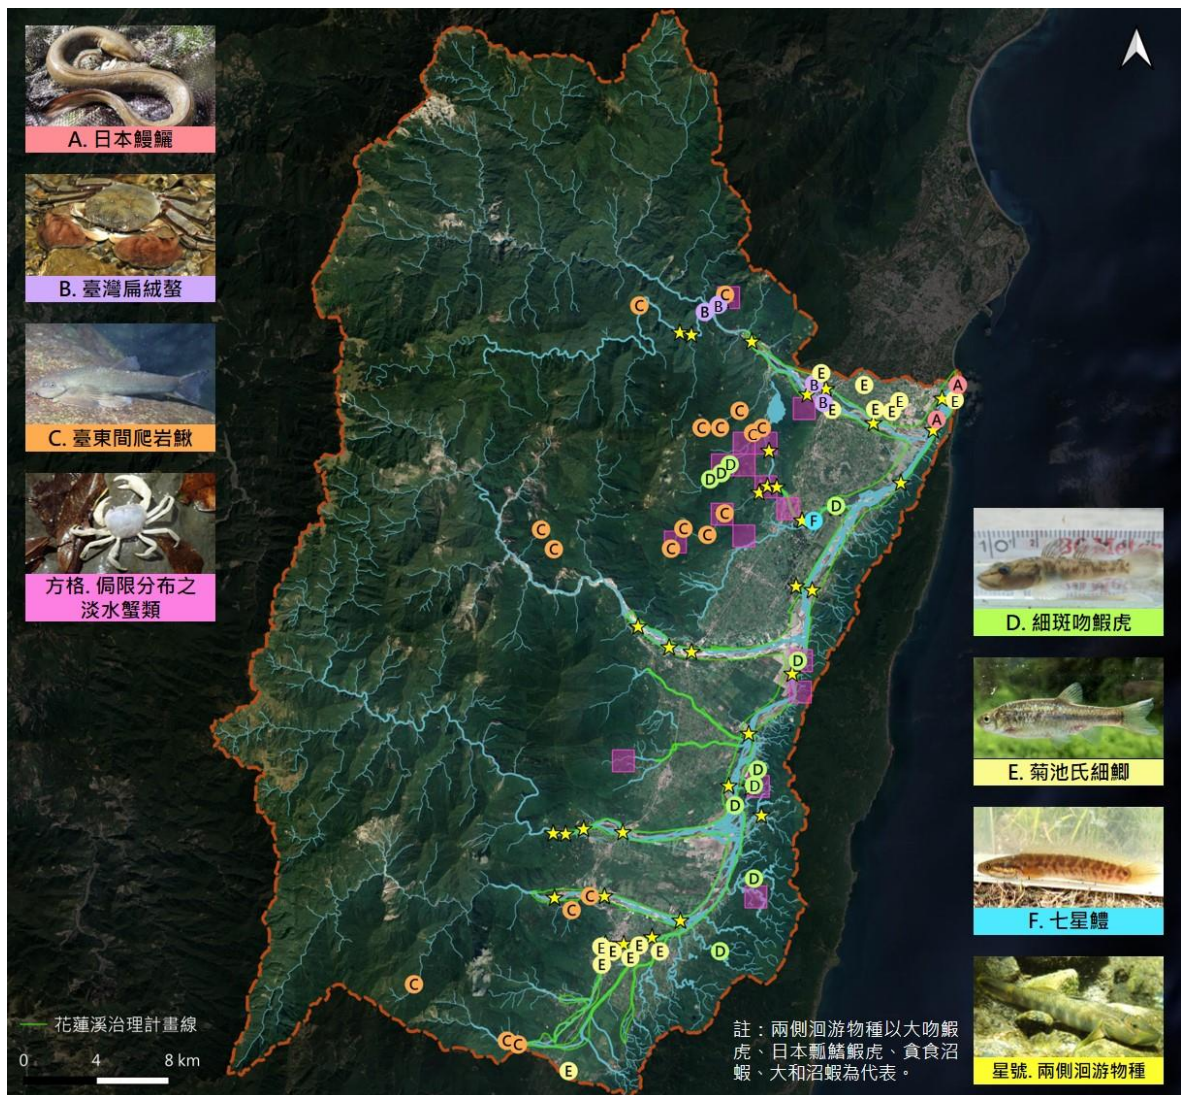 A. 日本鰻鱺
B. 臺灣扁絨螯
C. 臺東間爬岩鰍
方格. 侷限分布之
淡水蟹類
D. 細斑吻鰕虎
E. 菊池氏細鯽
F. 七星鱧
星號. 兩側洄游物種
花蓮溪治理計畫線
0 4 8 km
註：兩側洄游物種以大吻鰕
虎、日本瓢鰭鰕虎、貪食沼
蝦、大和沼蝦為代表。
C
B
B
C
E
B
E
B
E
E
E
E
A
E
A
C
C
C
C
C
D
D
D
D
F
C
C
C
C
C
C
D
D
D
D
C
C
D
E
E
E
E
E
E
D
C
C
C
E